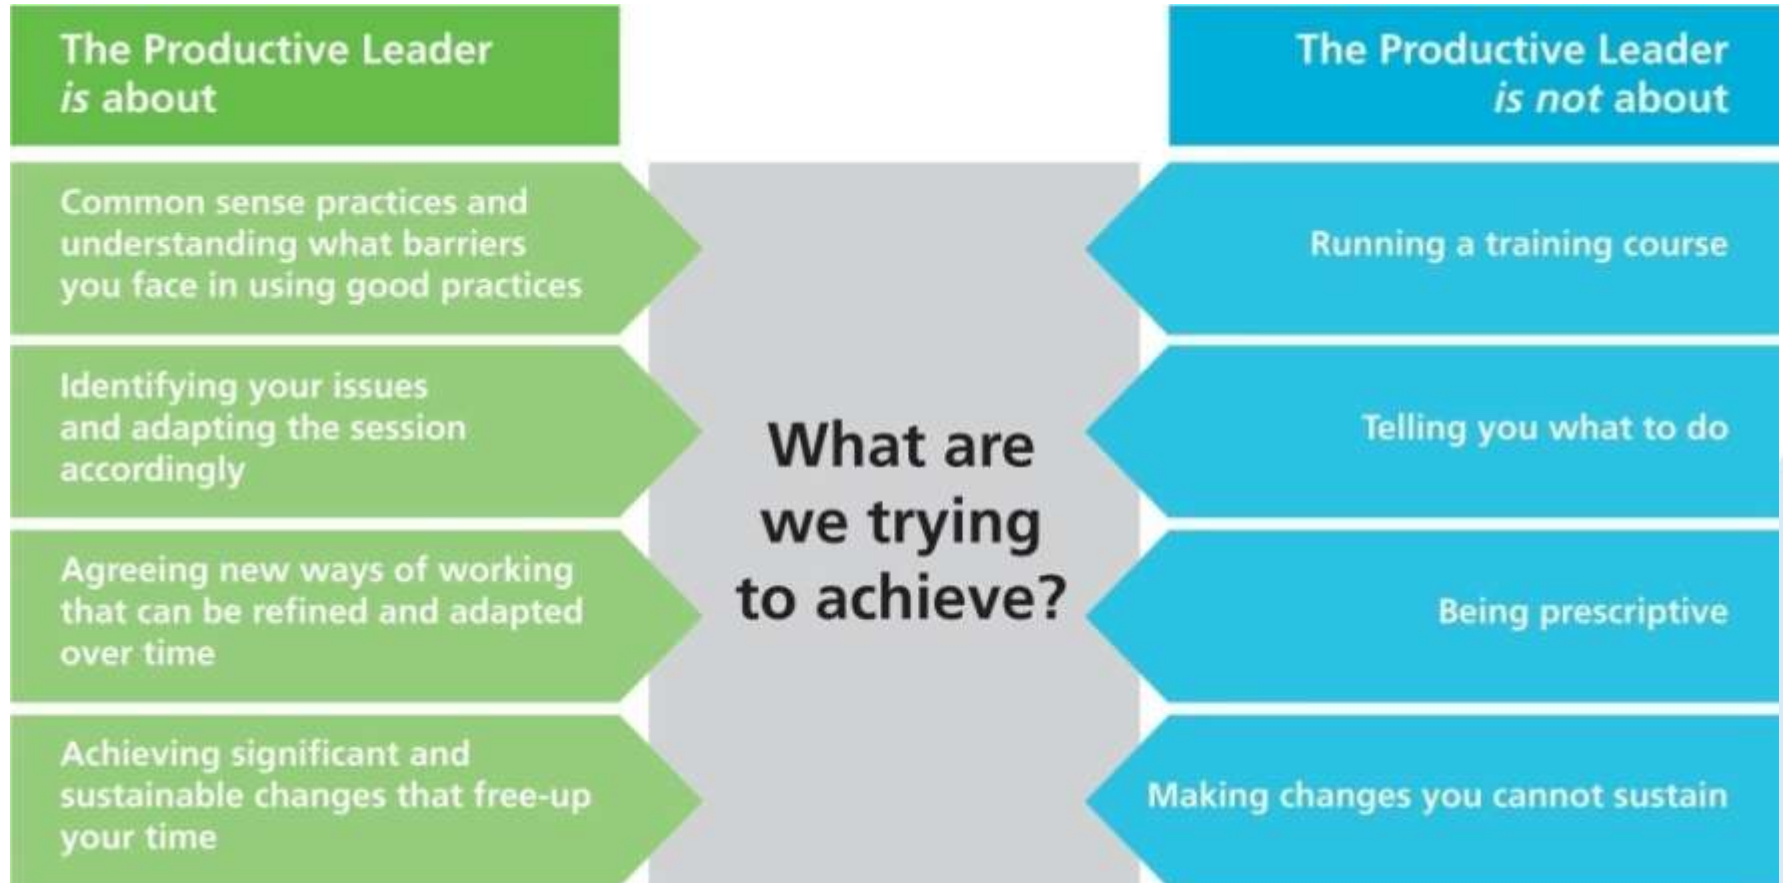 The Productive Leader
is about
Common sense practices and
understanding what barriers
you face in using good practices
Identifying your issues
and adapting the session
accordingly
Agreeing new ways of working
that can be refined and adapted
over time
Achieving significant and
sustainable changes that free-up
your time
What are
we trying
to achieve?
The Productive Leader
is not about
Running a training course
Telling you what to do
Being prescriptive
Making changes you cannot sustain